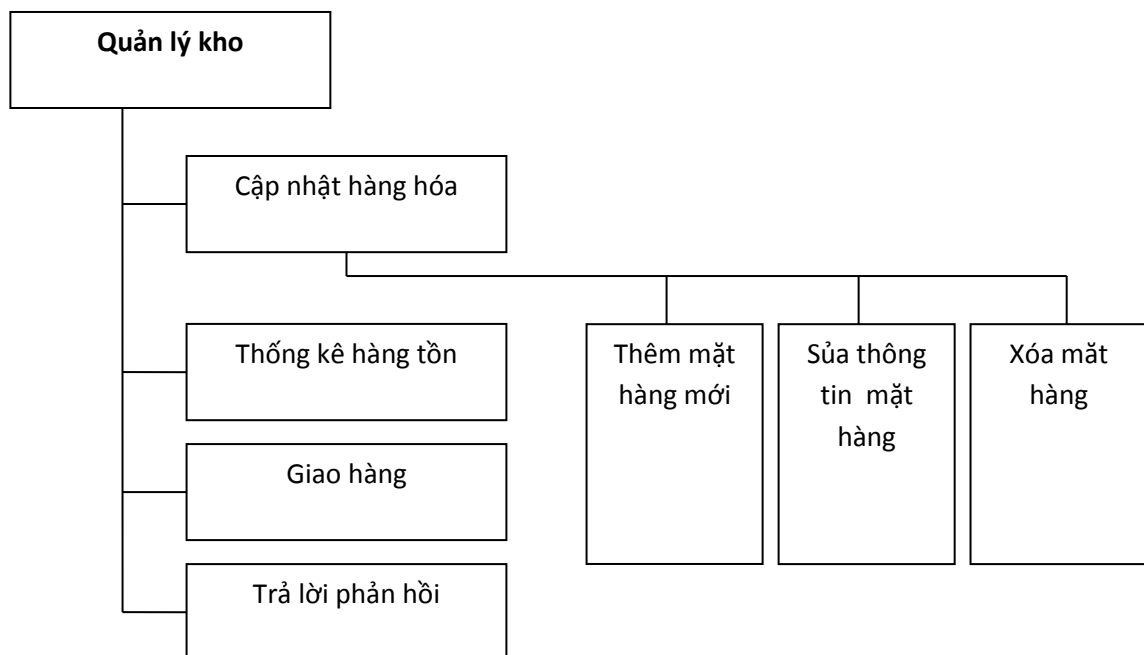 Quản lý kho
Cập nhật hàng hóa
Thống kê hàng tồn
Thêm mặt
hàng mới
Sủa thông
tin mặt
hàng
Xóa măt
hàng
Giao hàng
Trả lời phản hồi